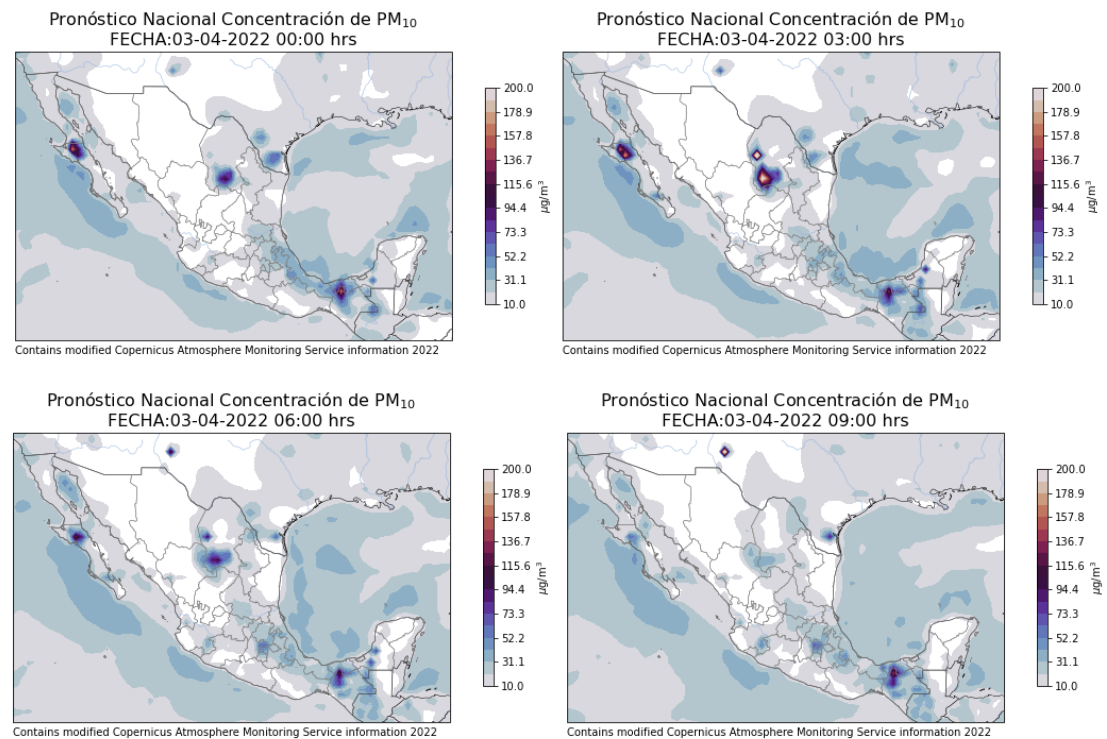 Pronóstico Nacional Concentración de PM₁₀
FECHA:03-04-2022 00:00 hrs
200.0
178.9
157.8
136.7
115.6
94.4
73.3
52.2
31.1
10.0
μg/m³
Contains modified Copernicus Atmosphere Monitoring Service information 2022
Pronóstico Nacional Concentración de PM₁₀
FECHA:03-04-2022 03:00 hrs
200.0
178.9
157.8
136.7
115.6
94.4
73.3
52.2
31.1
10.0
μg/m³
Contains modified Copernicus Atmosphere Monitoring Service information 2022
Pronóstico Nacional Concentración de PM₁₀
FECHA:03-04-2022 06:00 hrs
200.0
178.9
157.8
136.7
115.6
94.4
73.3
52.2
31.1
10.0
μg/m³
Contains modified Copernicus Atmosphere Monitoring Service information 2022
Pronóstico Nacional Concentración de PM₁₀
FECHA:03-04-2022 09:00 hrs
200.0
178.9
157.8
136.7
115.6
94.4
73.3
52.2
31.1
10.0
μg/m³
Contains modified Copernicus Atmosphere Monitoring Service information 2022